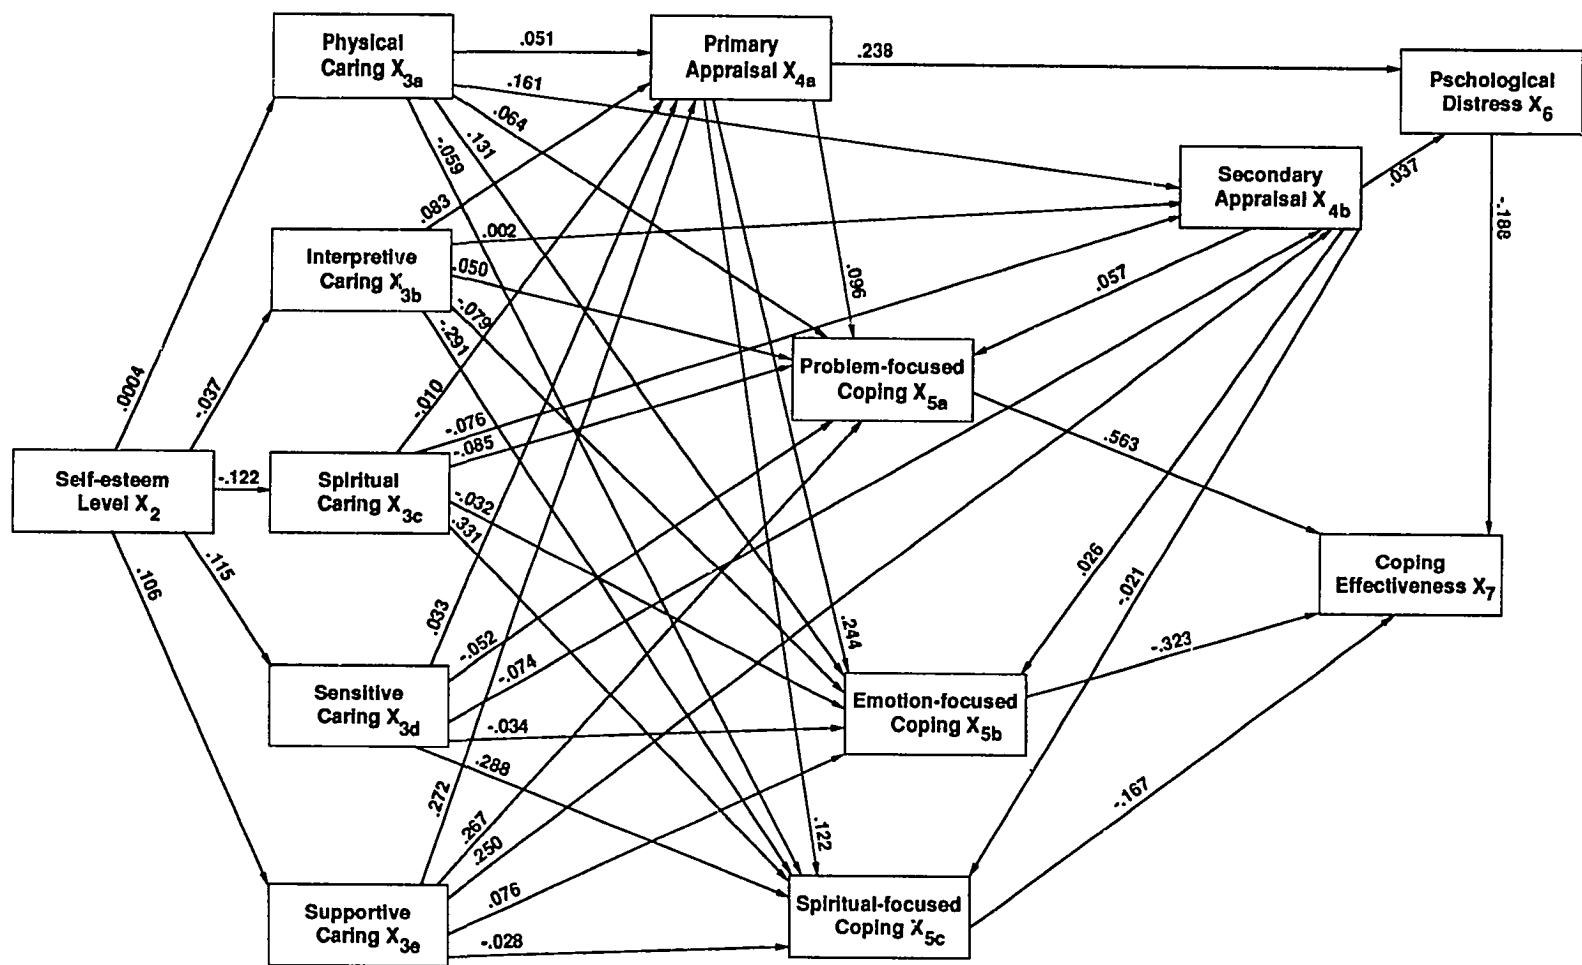 Physical
Caring X3a
.051
Primary
Appraisal X4a
.238
Pschological
Distress X6
.161
.064
.131
-.059
Secondary
Appraisal X4b
.037
-.188
.083
.002
Interpretive
Caring X3b
.050
-.079
-.291
.096
.057
Problem-focused
Coping X5a
.0004
-.037
-.010
-.076
-.085
.563
Self-esteem
Level X2
-.122
Spiritual
Caring X3c
-.032
.331
Coping
Effectiveness X7
.106
.115
.033
-.052
-.074
.244
.026
-.021
-.323
Sensitive
Caring X3d
-.034
.288
Emotion-focused
Coping X5b
.272
.267
.250
.076
.122
-.167
Supportive
Caring X3e
-.028
Spiritual-focused
Coping X5c